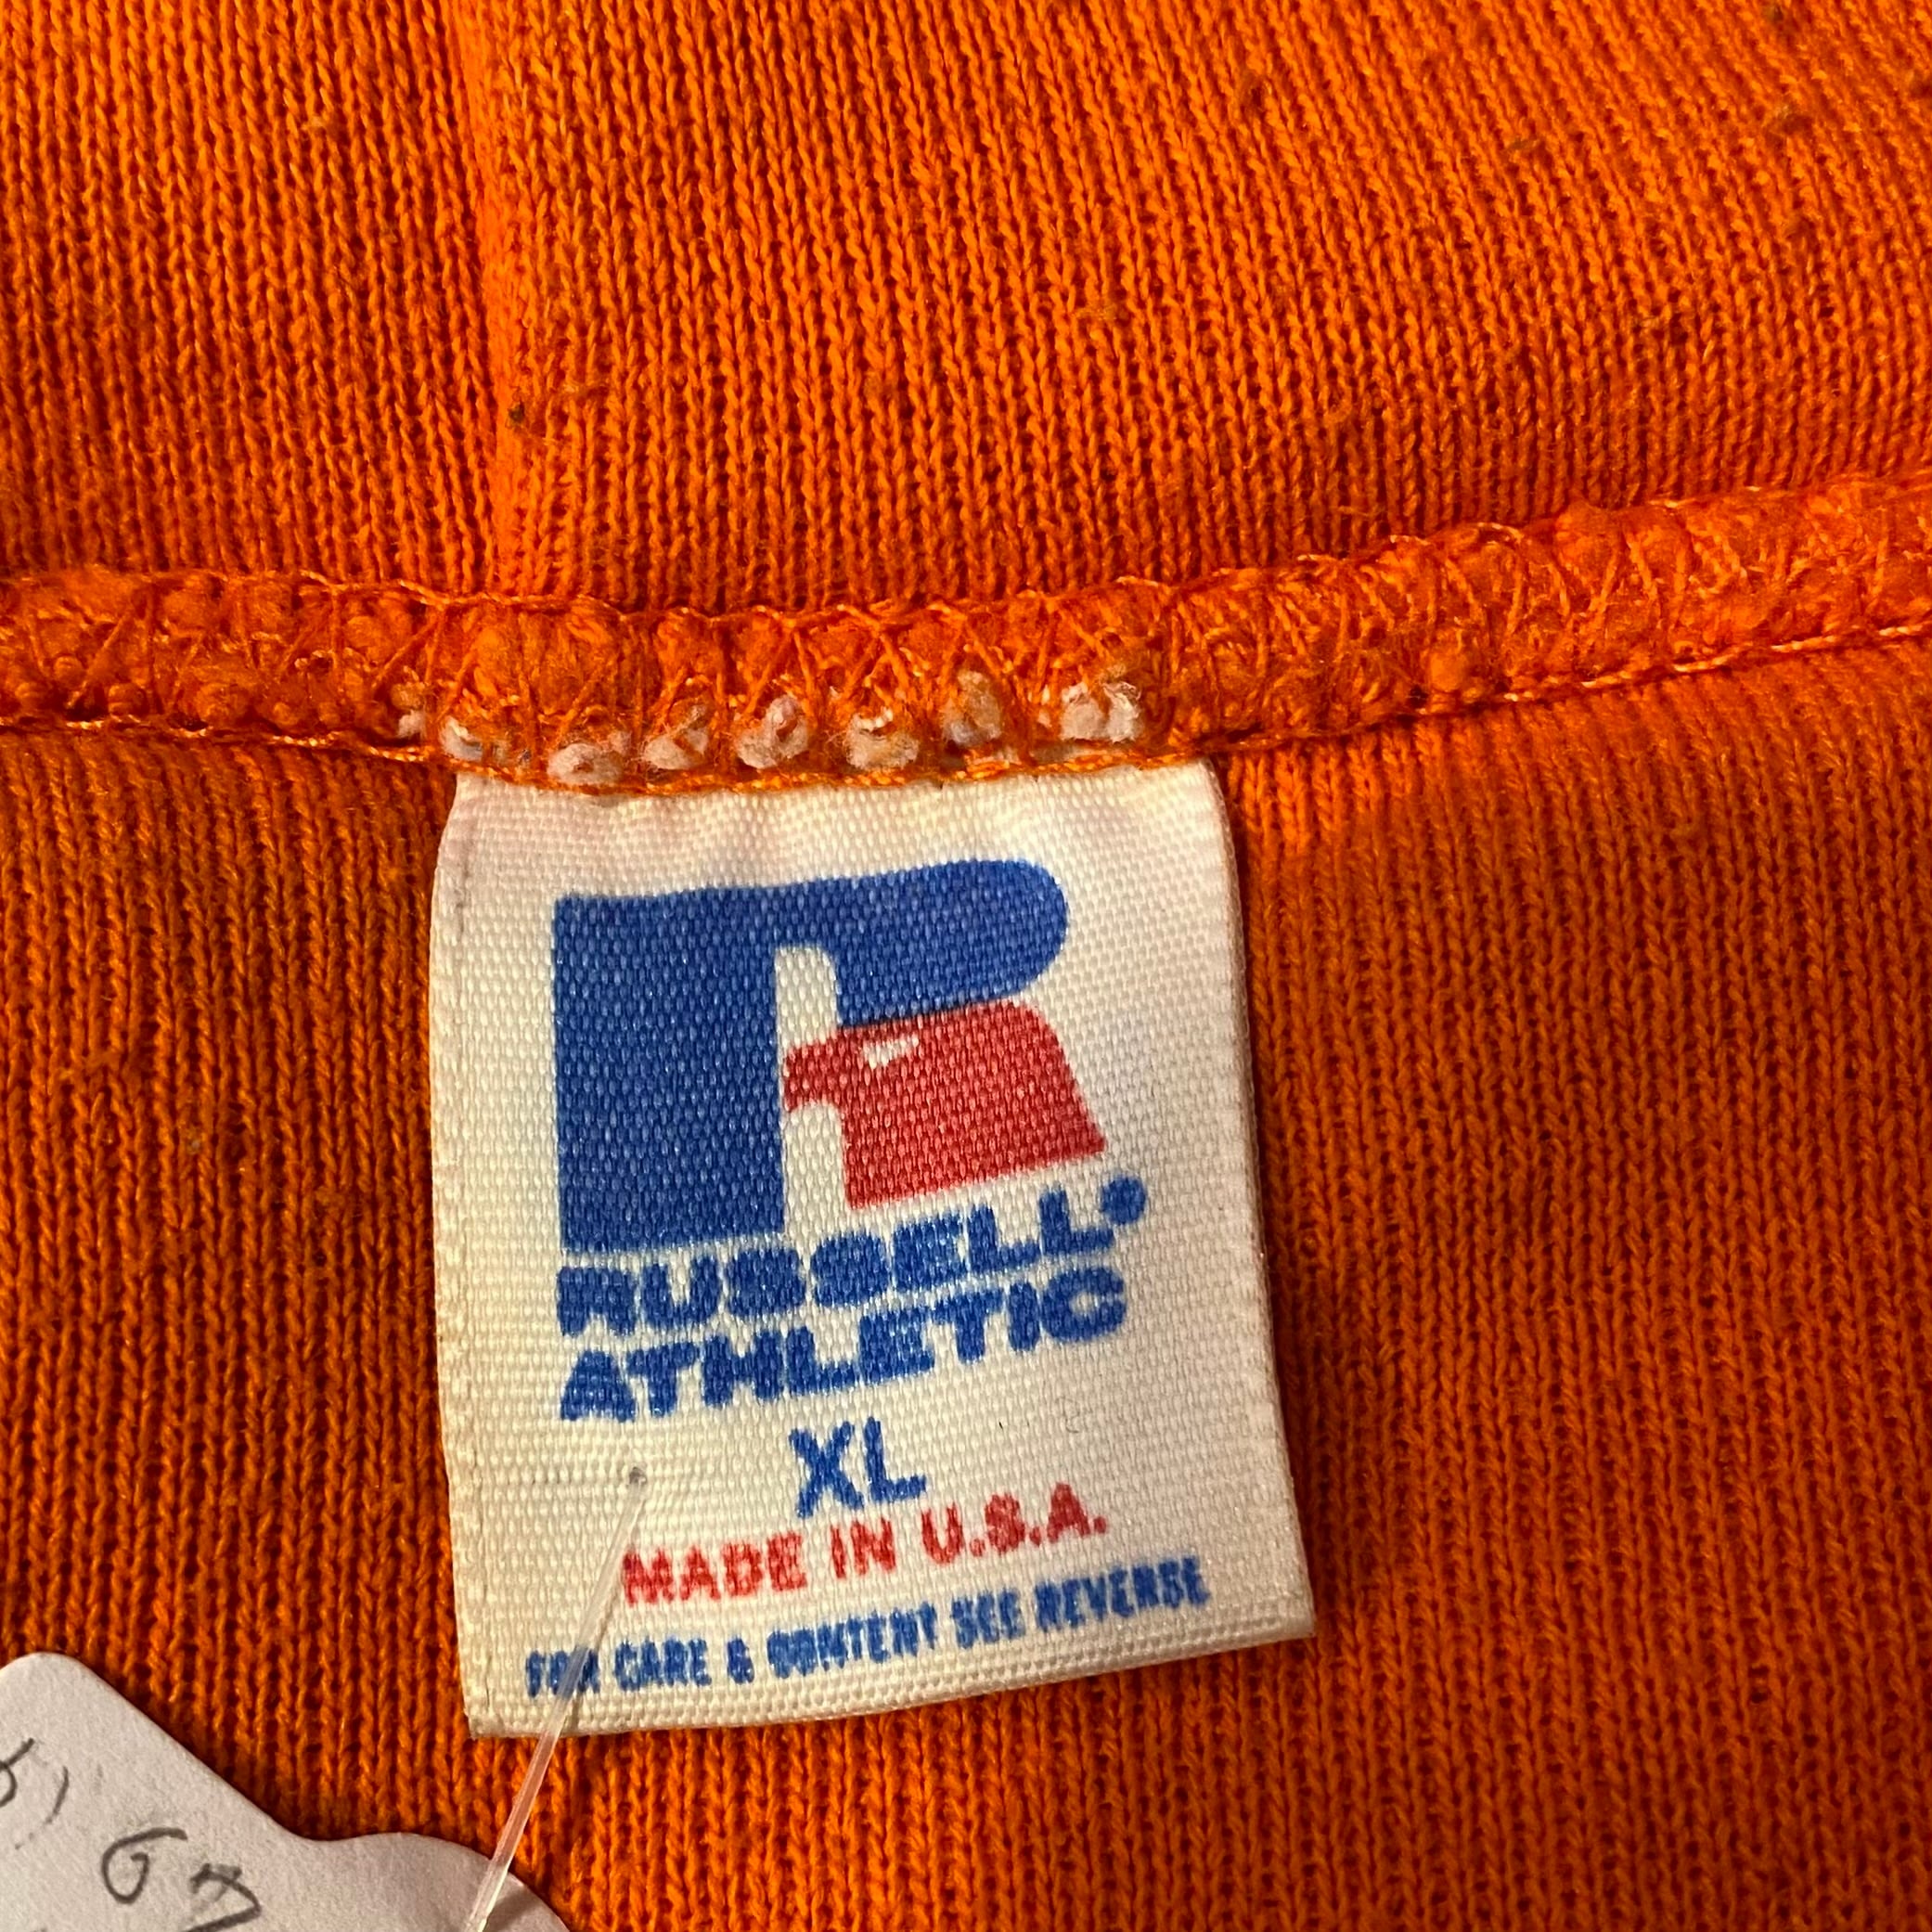 RUSSELL®
ATHLETIC
XL
MADE IN U.S.A.
FOR CARE & CONTENT SEE REVERSE